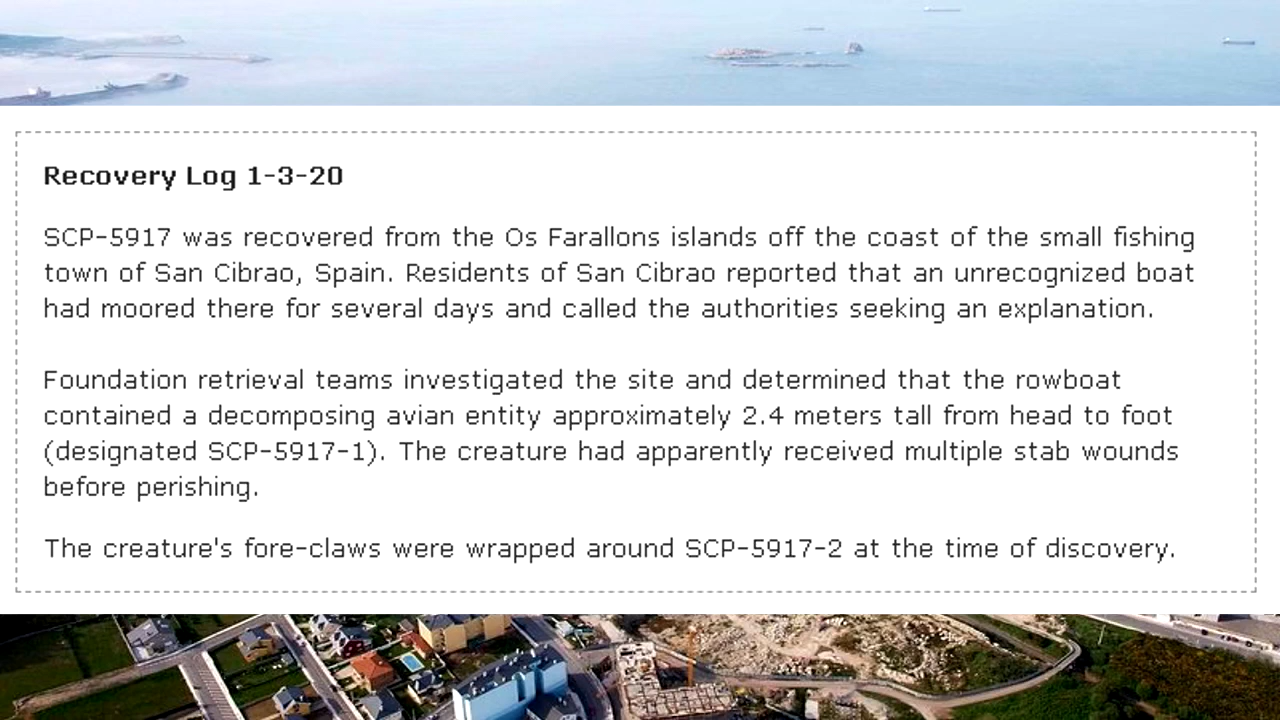 Recovery Log 1-3-20
SCP-5917 was recovered from the Os Farallons islands off the coast of the small fishing
town of San Cibrao, Spain. Residents of San Cibrao reported that an unrecognized boat
had moored there for several days and called the authorities seeking an explanation.
Foundation retrieval teams investigated the site and determined that the rowboat
contained a decomposing avian entity approximately 2.4 meters tall from head to foot
(designated SCP-5917-1). The creature had apparently received multiple stab wounds
before perishing.
The creature's fore-claws were wrapped around SCP-5917-2 at the time of discovery.